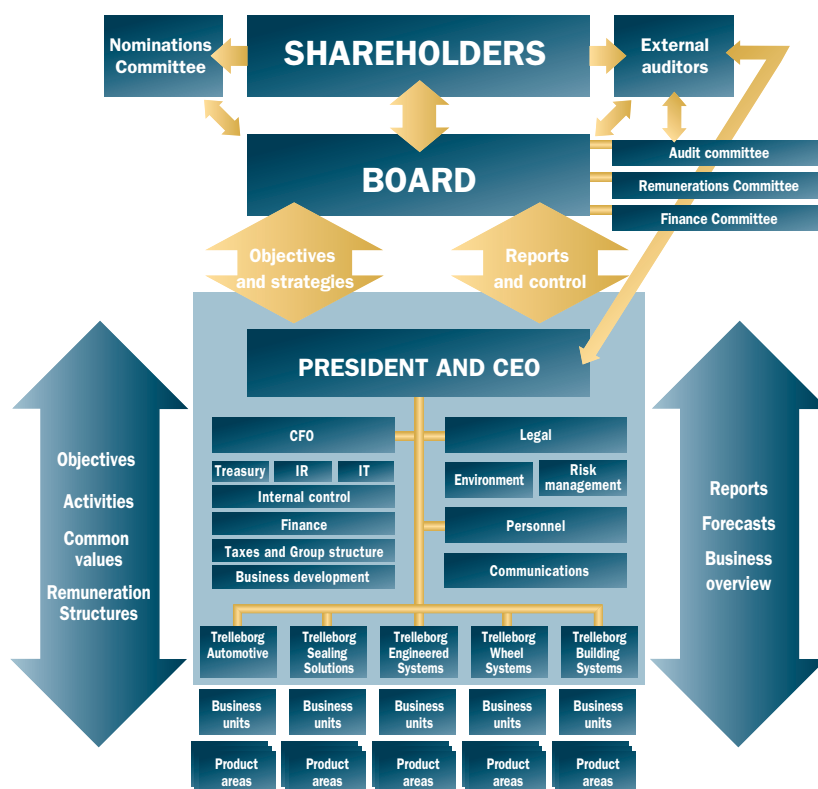 Nominations
Committee
SHAREHOLDERS
External
auditors
BOARD
Audit committee
Remunerations Committee
Finance Committee
Objectives
and strategies
Reports
and control
PRESIDENT AND CEO
CFO
Legal
Treasury
IR
IT
Environment
Risk
management
Internal control
Finance
Personnel
Taxes and Group structure
Business development
Communications
Objectives
Activities
Common
values
Remuneration
Structures
Reports
Forecasts
Business
overview
Trelleborg
Automotive
Trelleborg
Sealing
Solutions
Trelleborg
Engineered
Systems
Trelleborg
Wheel
Systems
Trelleborg
Building
Systems
Business
units
Business
units
Business
units
Business
units
Business
units
Product
areas
Product
areas
Product
areas
Product
areas
Product
areas